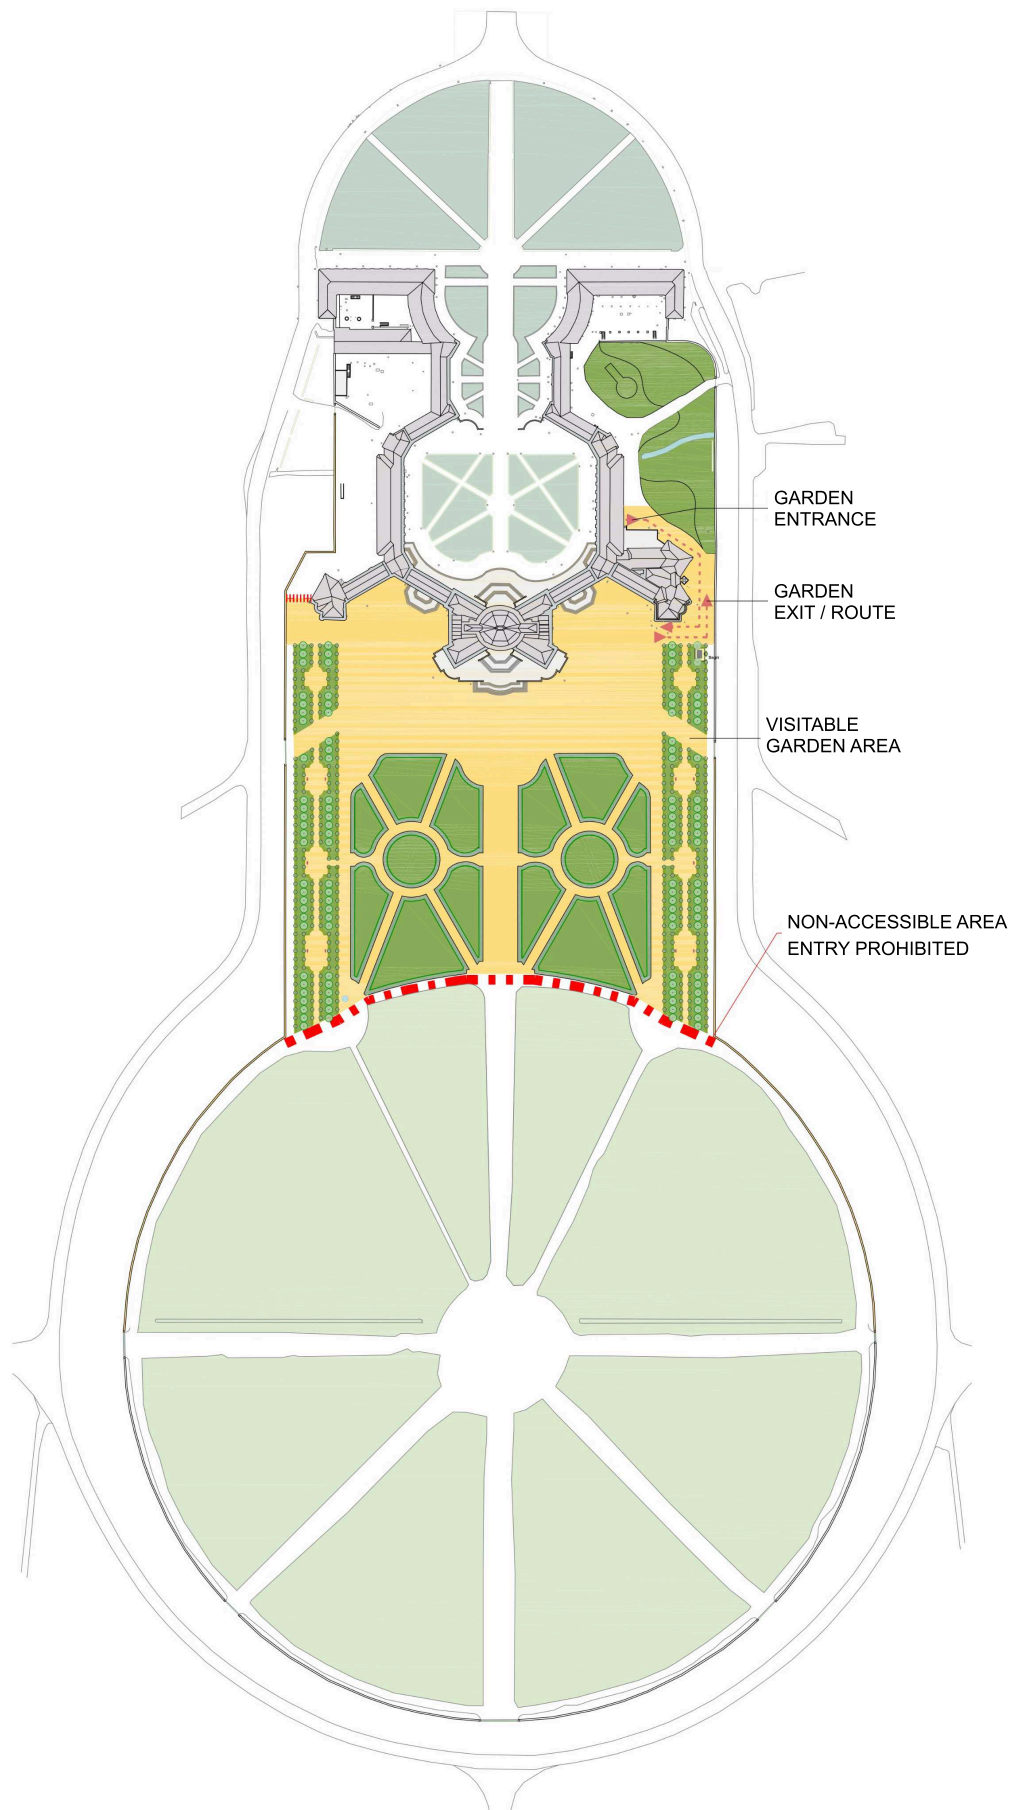 GARDEN
ENTRANCE
GARDEN
EXIT / ROUTE
VISITABLE
GARDEN AREA
NON-ACCESSIBLE AREA
ENTRY PROHIBITED